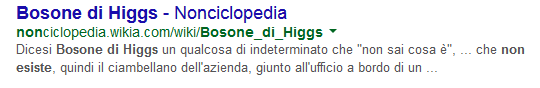 Bosone di Higgs - Nonciclopedia
nonciclopedia.wikia.com/wiki/Bosone_di_Higgs
Dicesi Bosone di Higgs un qualcosa di indeterminato che "non sai cosa è", ... che non
esiste, quindi il ciambellano dell'azienda, giunto all'ufficio a bordo di un ...